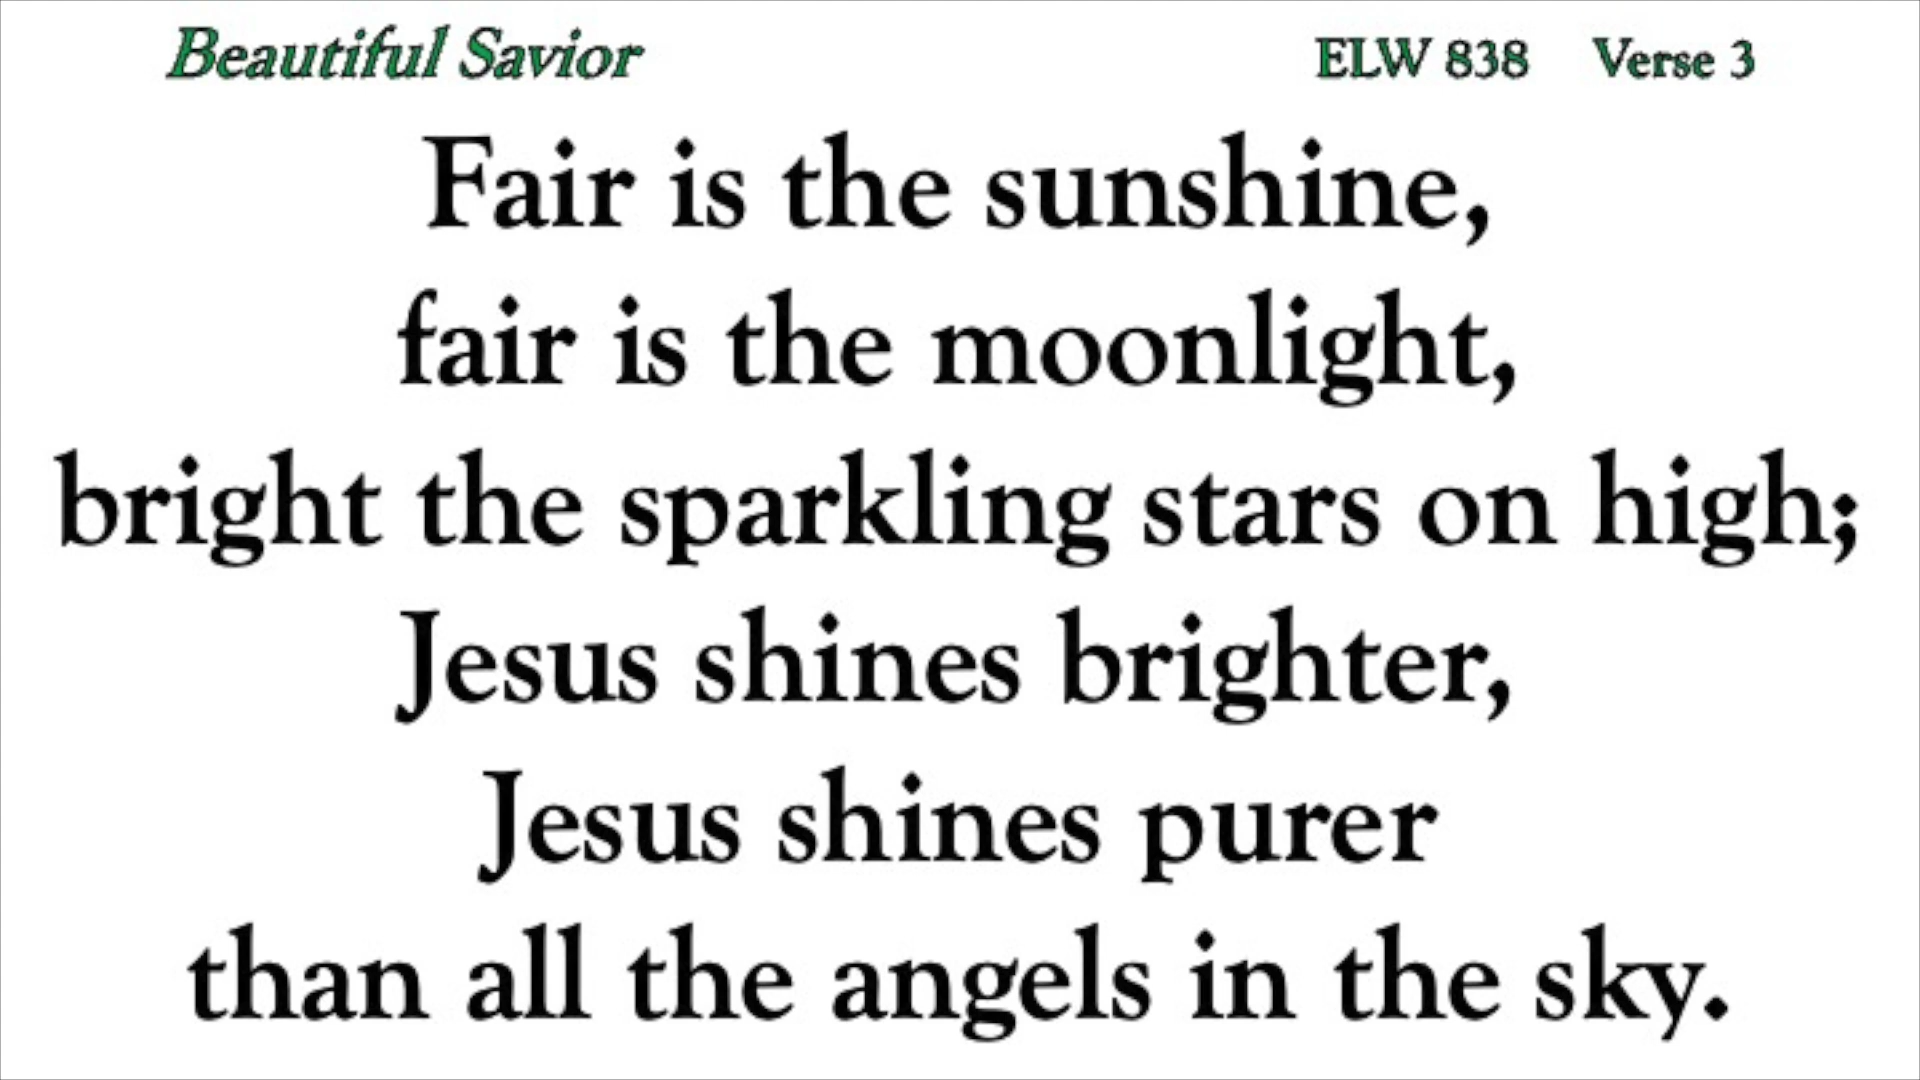 Beautiful Savior ELW 838 Verse 3
Fair is the sunshine,
fair is the moonlight,
bright the sparkling stars on high;
Jesus shines brighter,
Jesus shines purer
than all the angels in the sky.